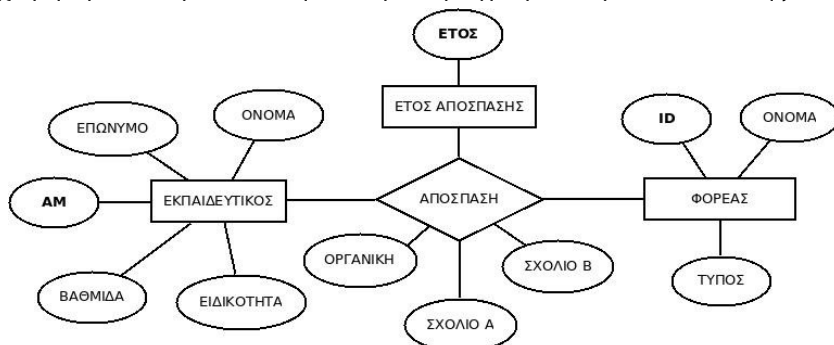 ΕΤΟΣ
ΕΤΟΣ ΑΠΟΣΠΑΣΗΣ
ΕΠΩΝΥΜΟ
ΟΝΟΜΑ
ID
ΟΝΟΜΑ
ΑΜ
ΕΚΠΑΙΔΕΥΤΙΚΟΣ
ΑΠΟΣΠΑΣΗ
ΦΟΡΕΑΣ
ΟΡΓΑΝΙΚΗ
ΣΧΟΛΙΟ Β
ΤΥΠΟΣ
ΒΑΘΜΙΔΑ
ΕΙΔΙΚΟΤΗΤΑ
ΣΧΟΛΙΟ Α